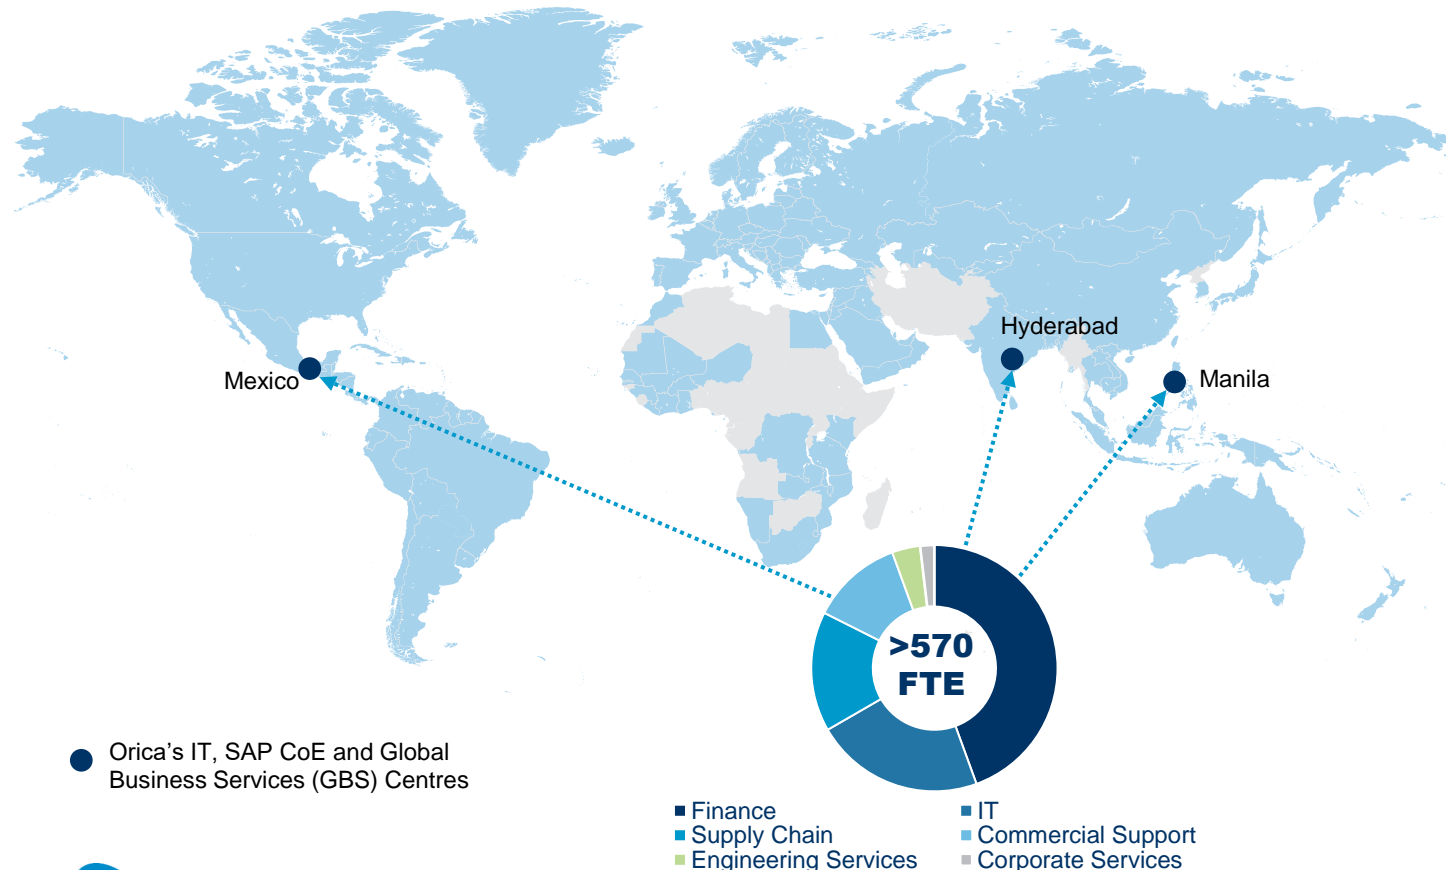 Hyderabad
Mexico
Manila
>570
FTE
Orica’s IT, SAP CoE and Global
Business Services (GBS) Centres
Finance
IT
Supply Chain
Commercial Support
Engineering Services
Corporate Services